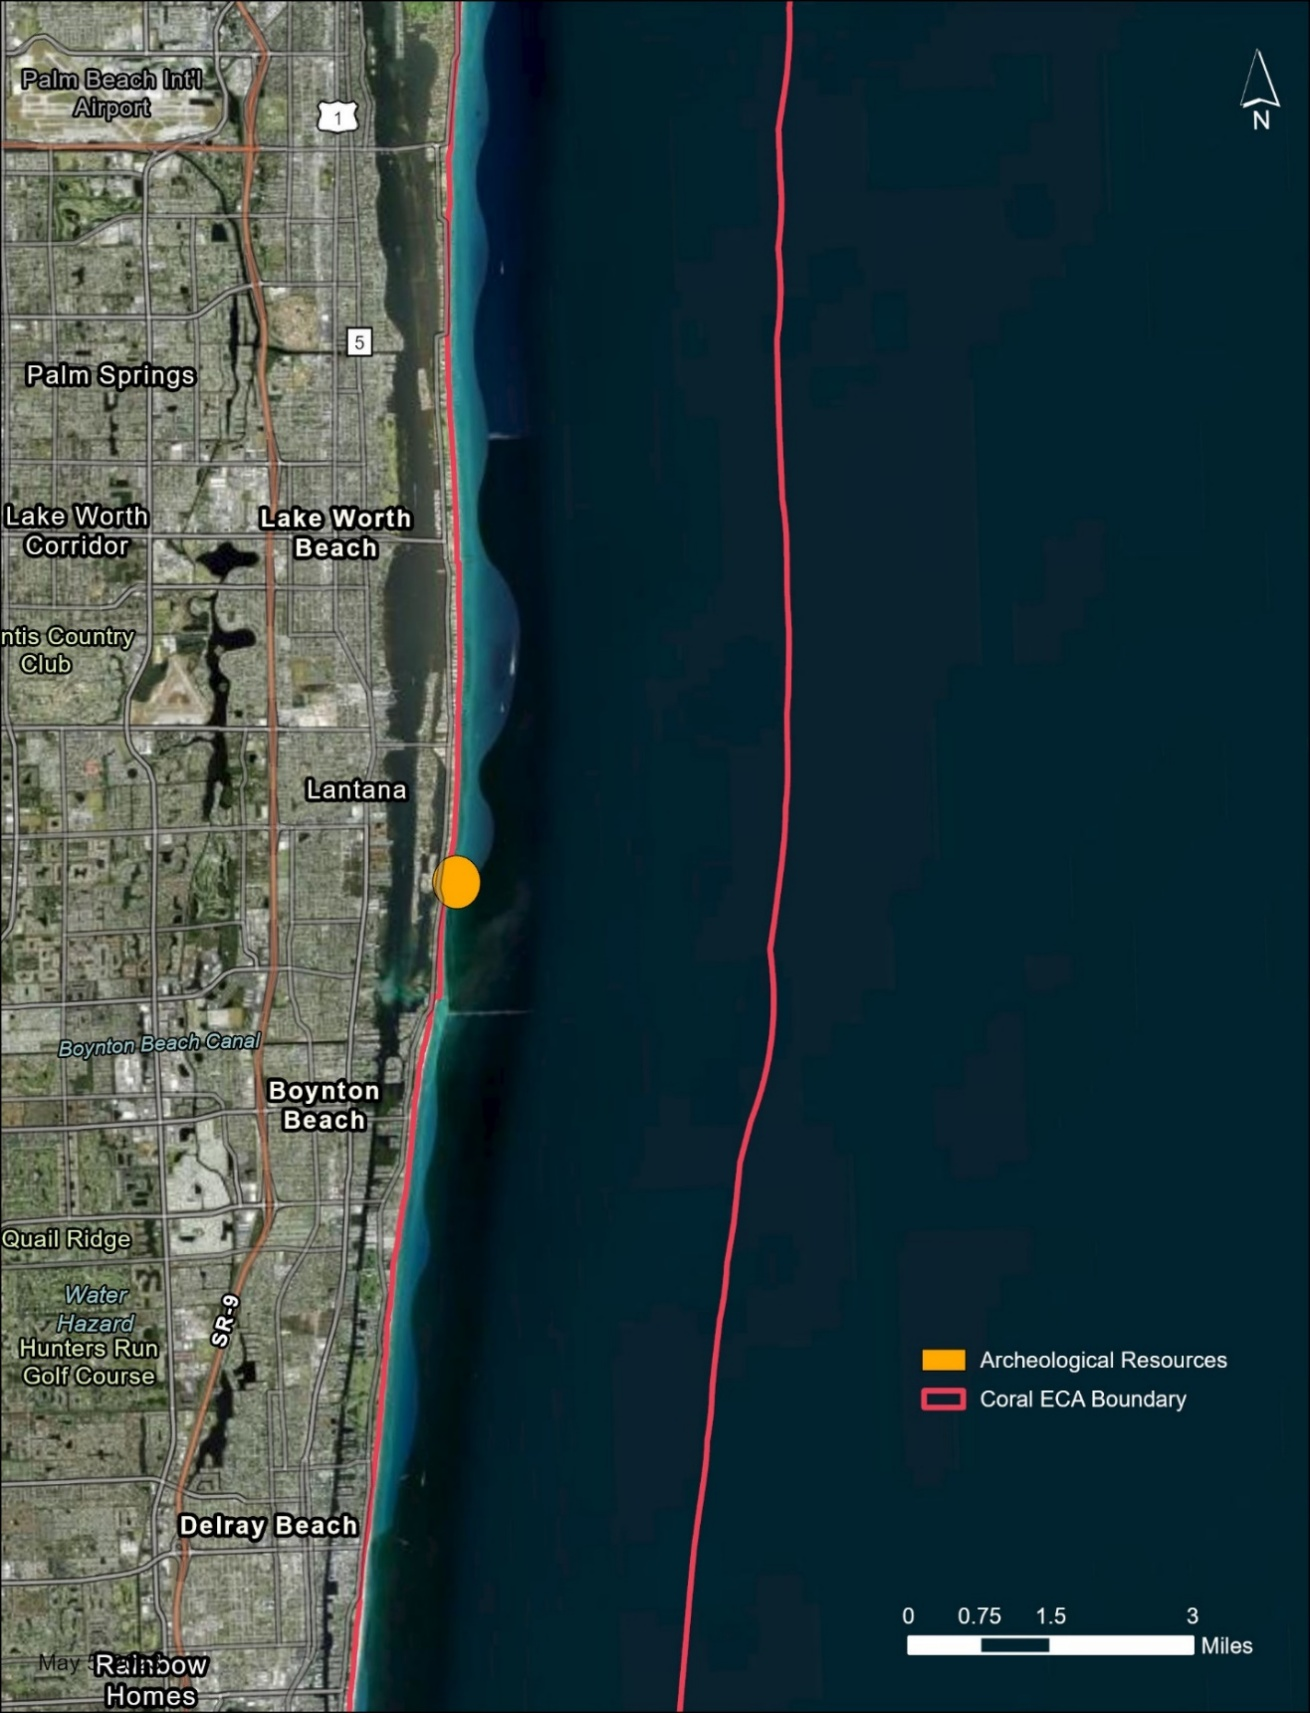 Palm Beach Int'l
Airport
1
N
5
Palm Springs
Lake Worth
Corridor
Lake Worth
Beach
ntis Country
Club
Lantana
Boynton Beach Canal
Boynton
Beach
Quail Ridge
Water
Hazard
Hunters Run
Golf Course
SR-9
Archeological Resources
Coral ECA Boundary
Delray Beach
0 0.75 1.5 3
Miles
May
Rainbow
Homes